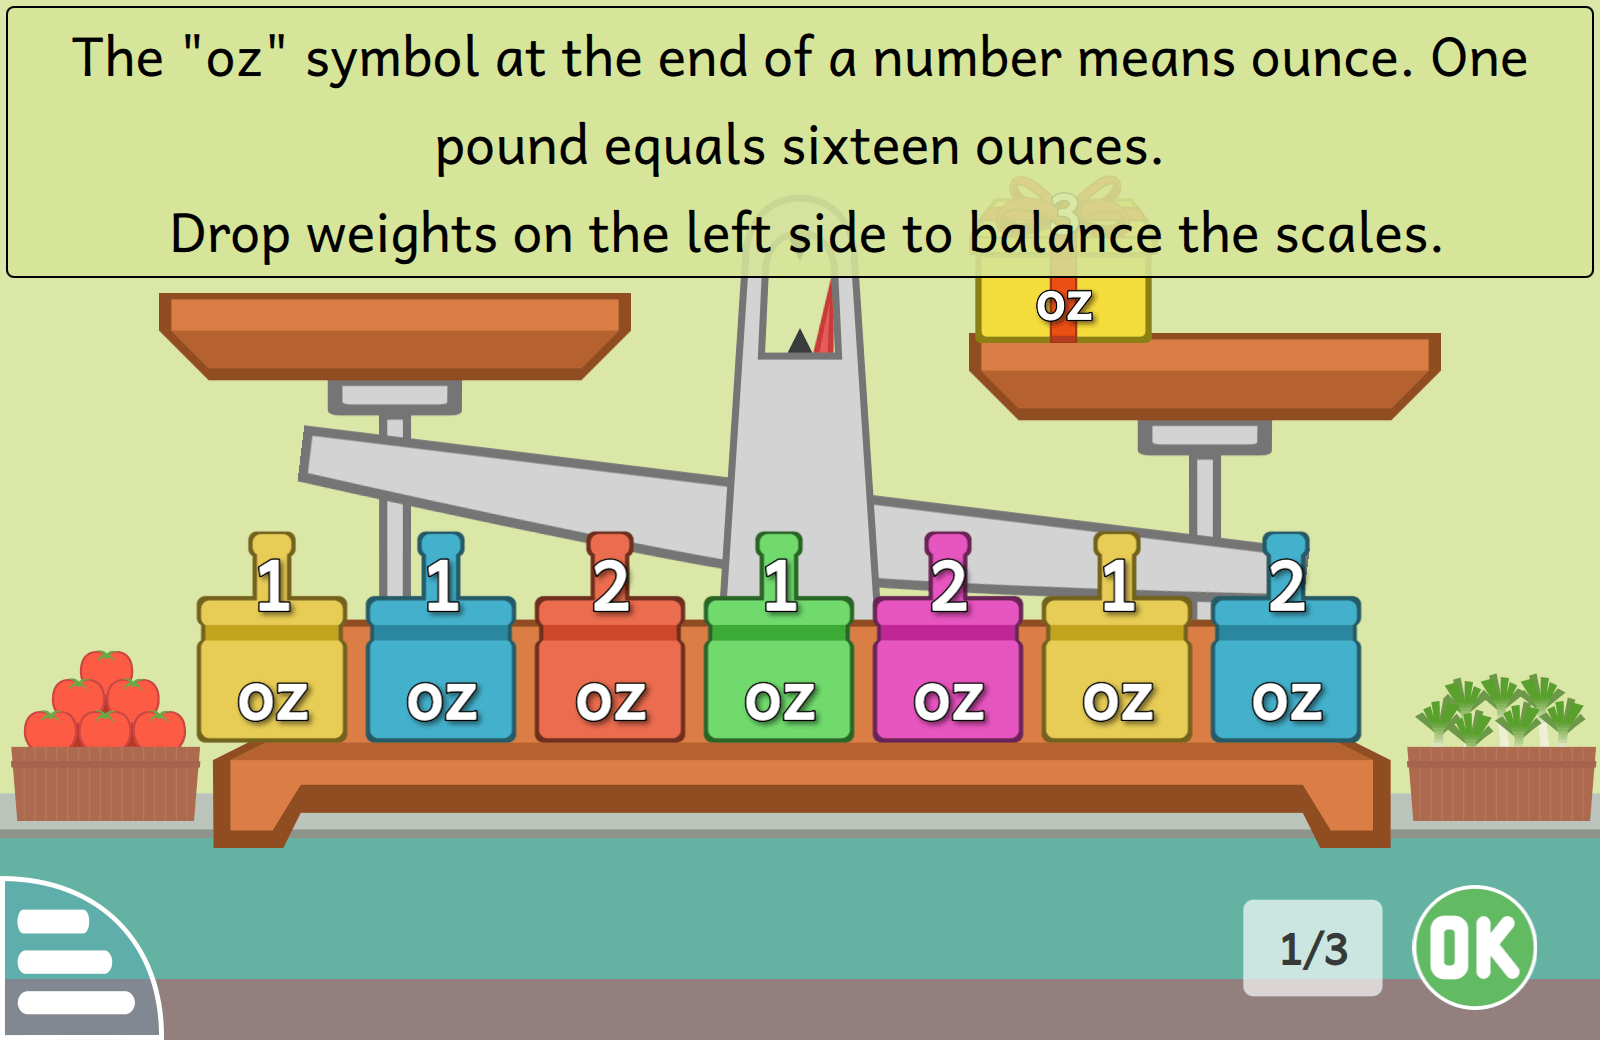 The "oz" symbol at the end of a number means ounce. One
pound equals sixteen ounces.
Drop weights on the left side to balance the scales.
3
oz
1 1 2 1 2 1 2
oz oz oz oz oz oz oz
1/3
OK